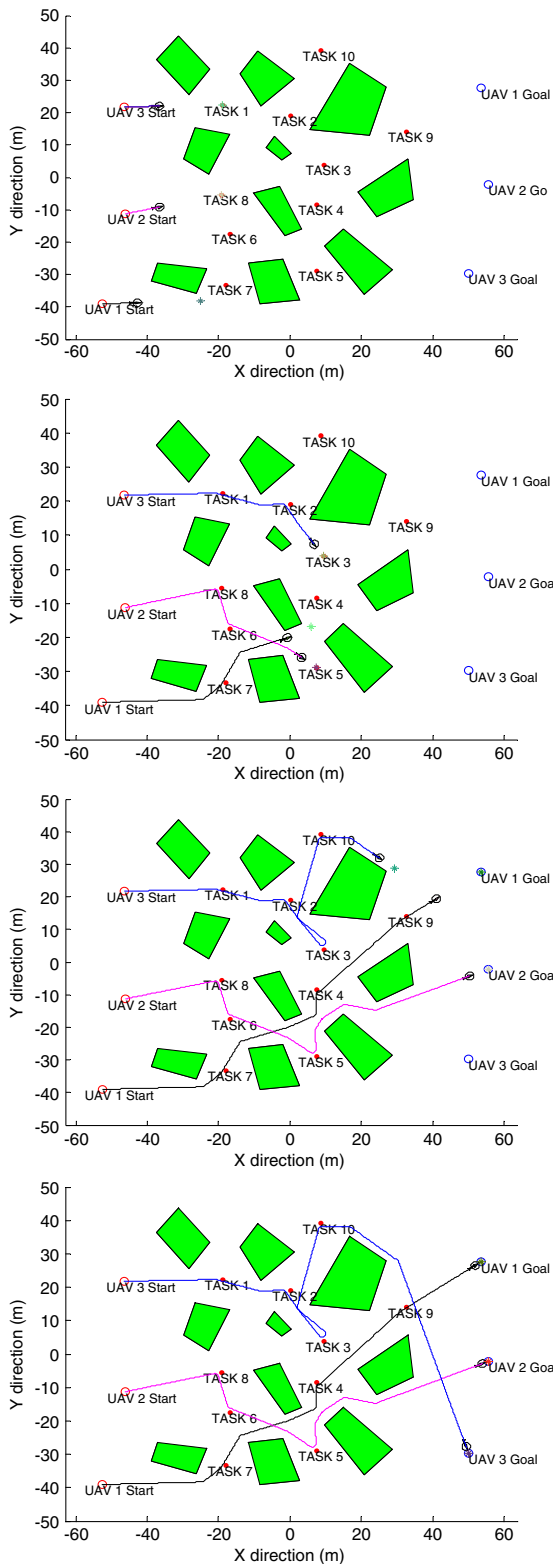 50
40
30
20
10
0
-10
-20
-30
-40
-50
Y direction (m)
TASK 10
UAV 1 Goal
UAV 3 Start
TASK 1
TASK 2
TASK 9
TASK 3
UAV 2 Go
TASK 8
UAV 2 Start
TASK 4
TASK 6
TASK 5
UAV 3 Goal
TASK 7
UAV 1 Start
-60 -40 -20 0 20 40 60
X direction (m)
50
40
30
20
10
0
-10
-20
-30
-40
-50
Y direction (m)
TASK 10
UAV 1 Goal
UAV 3 Start
TASK 1
TASK 2
TASK 9
TASK 3
UAV 2 Goa
TASK 8
UAV 2 Start
TASK 4
TASK 6
TASK 5
UAV 3 Goal
TASK 7
UAV 1 Start
-60 -40 -20 0 20 40 60
X direction (m)
50
40
30
20
10
0
-10
-20
-30
-40
-50
Y direction (m)
TASK 10
UAV 1 Goal
UAV 3 Start
TASK 1
TASK 2
TASK 9
TASK 3
UAV 2 Goa
TASK 8
UAV 2 Start
TASK 4
TASK 6
TASK 5
UAV 3 Goal
TASK 7
UAV 1 Start
-60 -40 -20 0 20 40 60
X direction (m)
50
40
30
20
10
0
-10
-20
-30
-40
-50
Y direction (m)
TASK 10
UAV 1 Goal
UAV 3 Start
TASK 1
TASK 2
TASK 9
TASK 3
UAV 2 Goa
TASK 8
UAV 2 Start
TASK 4
TASK 6
TASK 5
UAV 3 Goal
TASK 7
UAV 1 Start
-60 -40 -20 0 20 40 60
X direction (m)